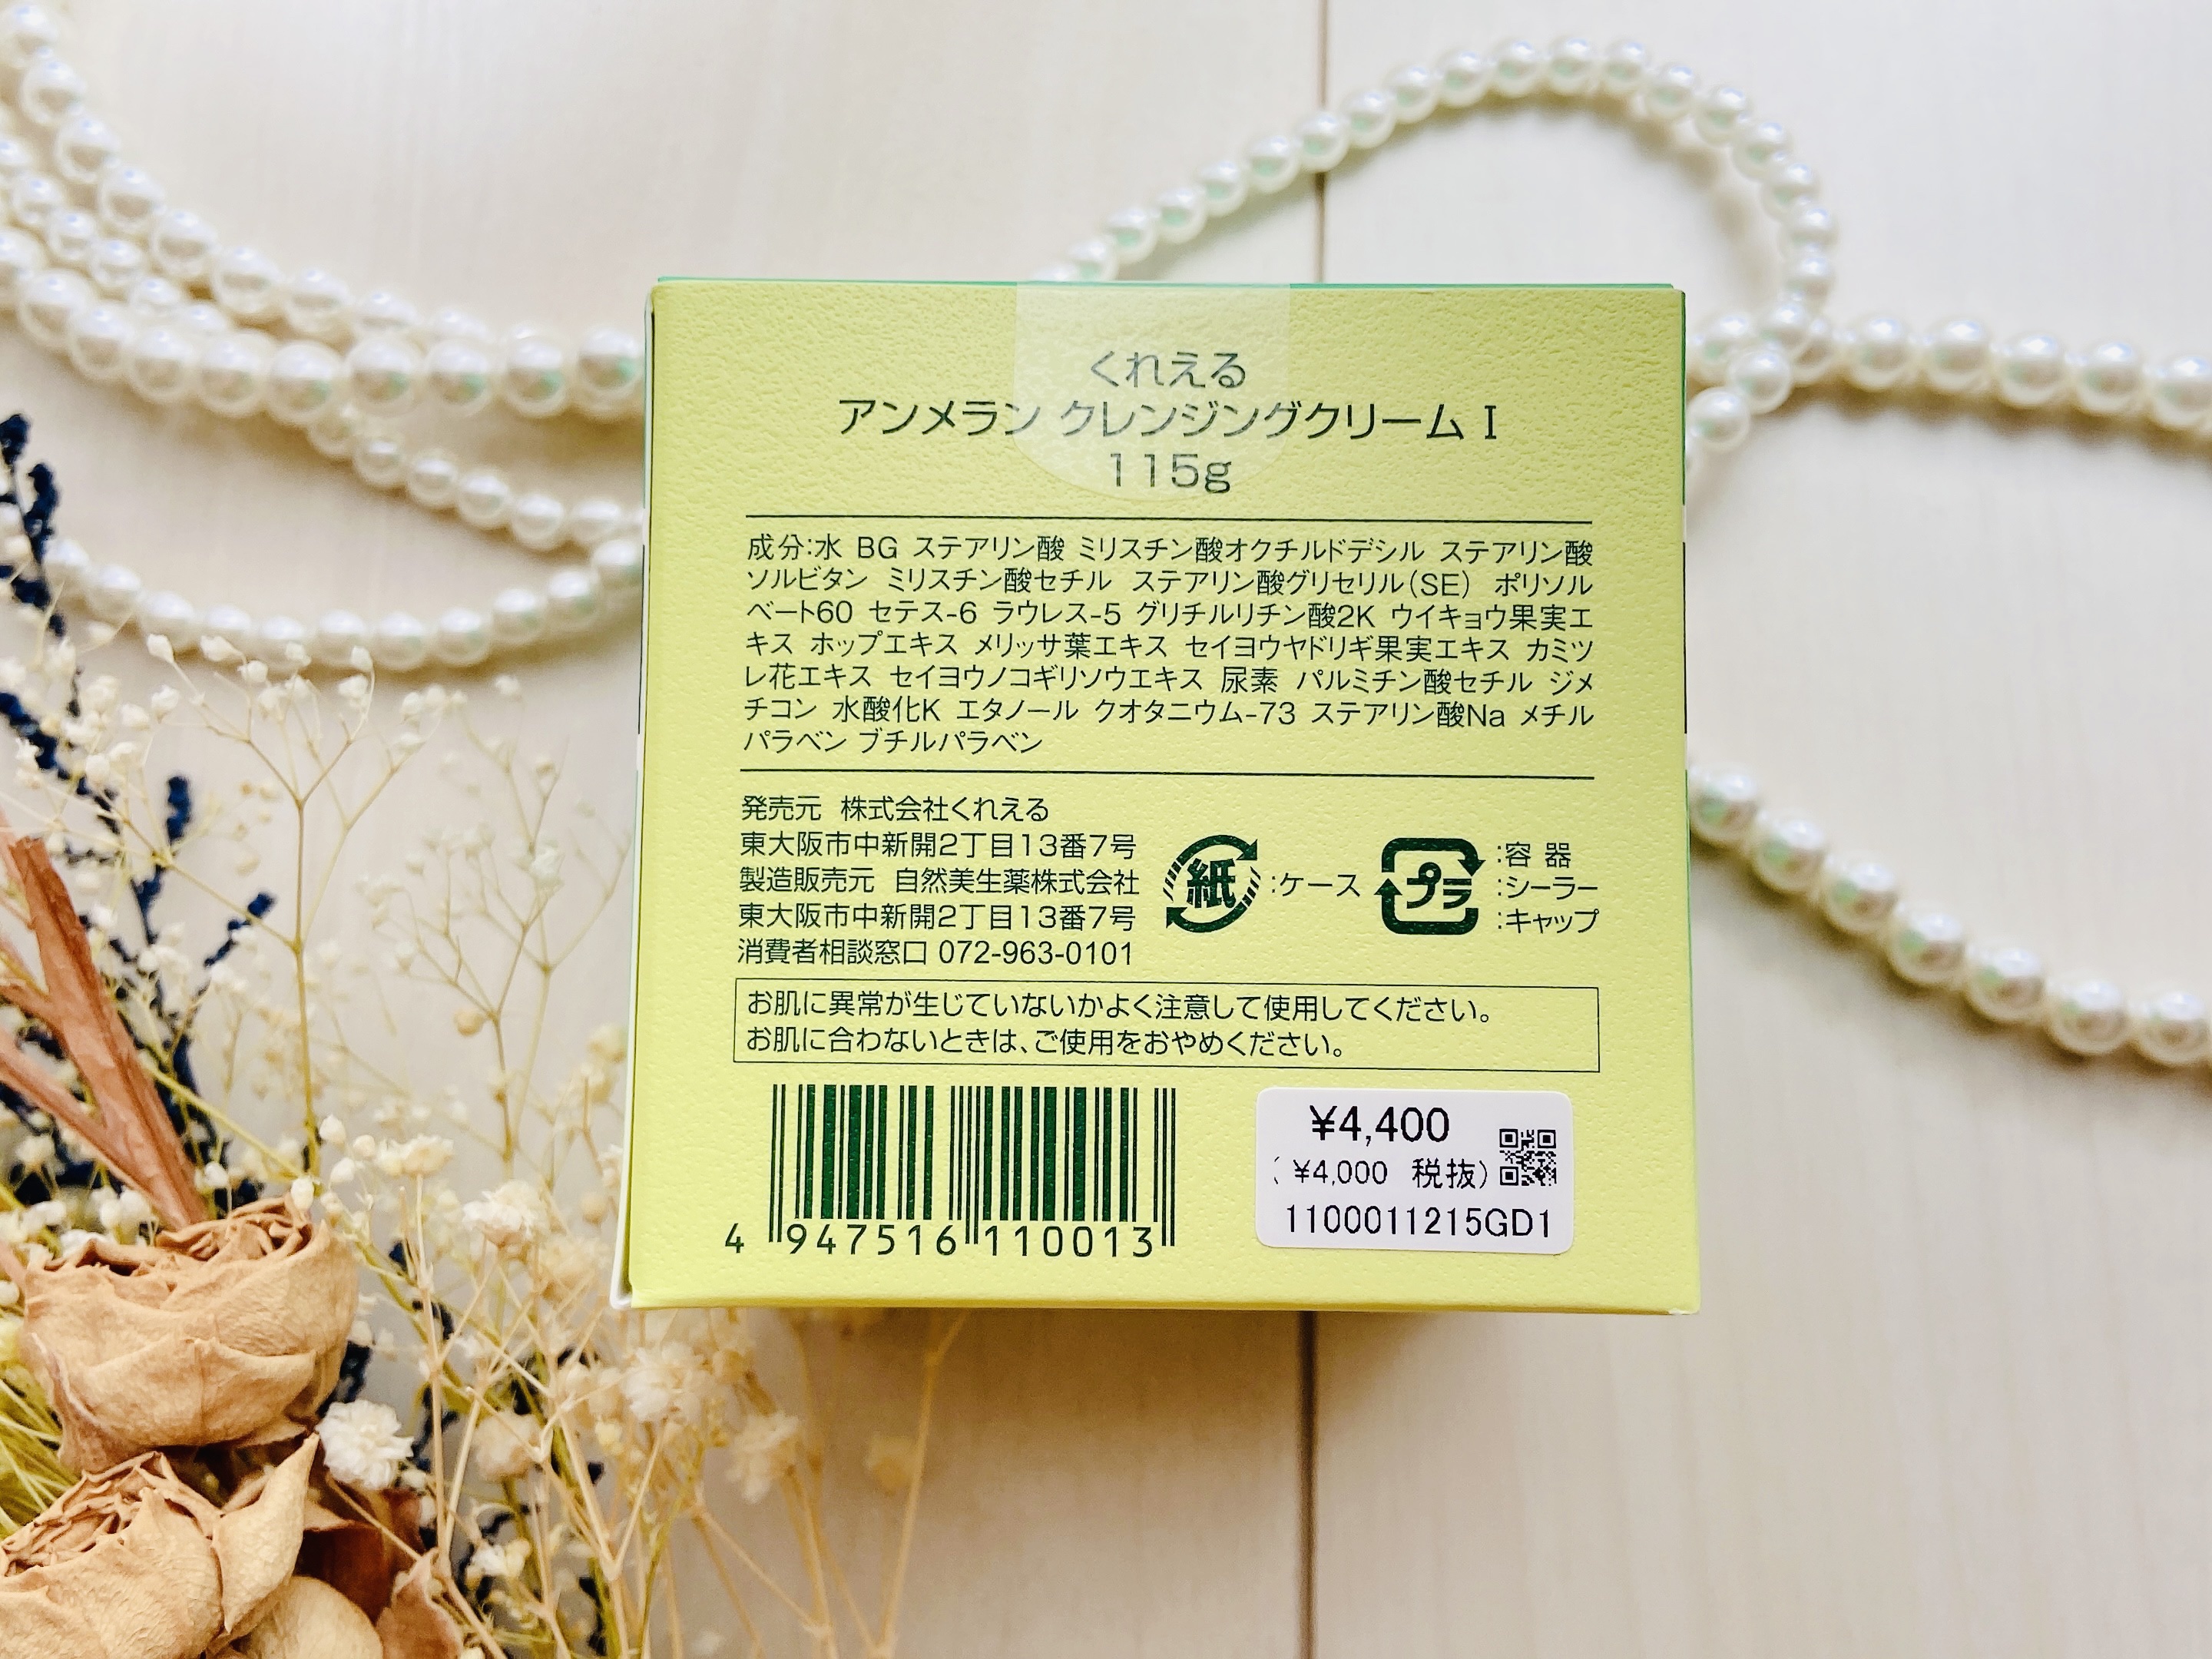 くれえる
アンメラン クレンジングクリーム I
115g
成分:水 BG ステアリン酸 ミリスチン酸オクチルドデシル ステアリン酸
ソルビタン ミリスチン酸セチル ステアリン酸グリセリル(SE) ポリソル
ベート60 セテス-6 ラウレス-5 グリチルリチン酸2K ウイキョウ果実エ
キス ホップエキス メリッサ葉エキス セイヨウヤドリギ果実エキス カミツ
レ花エキス セイヨウノコギリソウエキス 尿素 パルミチン酸セチル ジメ
チコン 水酸化K エタノール クオタニウム-73 ステアリン酸Na メチル
パラベン ブチルパラベン
発売元 株式会社くれえる
東大阪市中新開2丁目13番7号
製造販売元 自然美生薬株式会社
東大阪市中新開2丁目13番7号
消費者相談窓口 072-963-0101
紙 :ケース
プラ :容器
:シーラー
:キャップ
お肌に異常が生じていないかよく注意して使用してください。
お肌に合わないときは、ご使用をおやめください。
4 947516 110013
¥4,400
( ¥4,000 税抜)
1100011215GD1